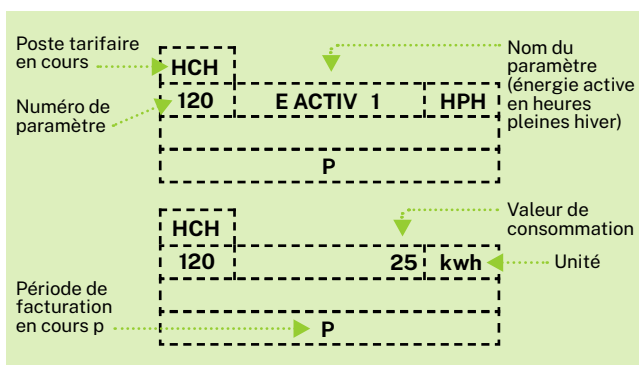 Poste tarifaire
en cours
Numéro de
paramètre
HCH
120 E ACTIV 1 HPH
P
Nom du
paramètre
(énergie active
en heures
pleines hiver)
HCH
120 25 kwh
P
Valeur de
consommation
Unité
Période de
facturation
en cours p